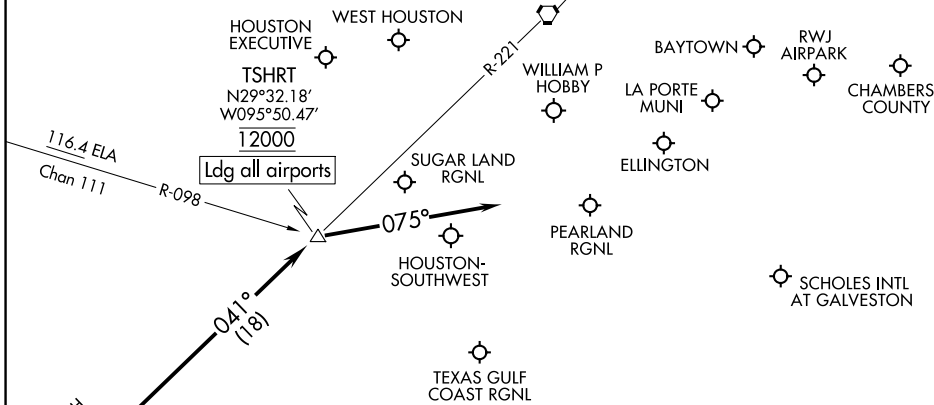 HOUSTON
EXECUTIVE
WEST HOUSTON
TSHRT
N29°32.18'
W095°50.47'
12000
Ldg all airports
116.4 ELA
Chan 111
R-098
R-221
WILLIAM P
HOBBY
BAYTOWN
RWJ
AIRPARK
LA PORTE
MUNI
CHAMBERS
COUNTY
ELLINGTON
SUGAR LAND
RGNL
075°
HOUSTON-
SOUTHWEST
PEARLAND
RGNL
SCHOLES INTL
AT GALVESTON
041°
(18)
TEXAS GULF
COAST RGNL